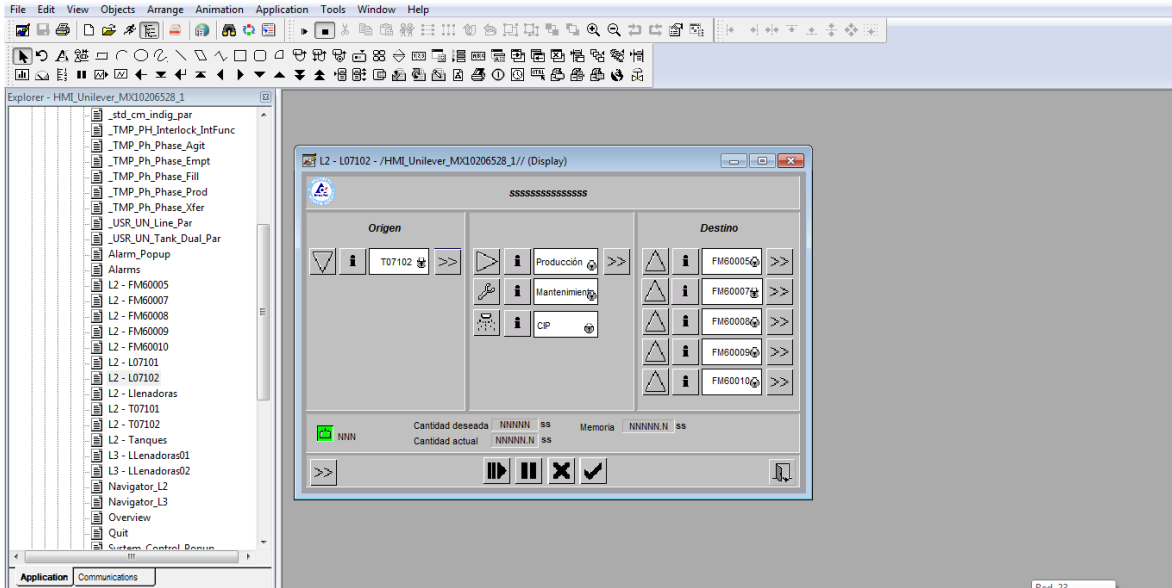 File Edit View Objects Arrange Animation Application Tools Window Help
Explorer - HMI_Unilever_MX10206528_1
_std_cm_indig_par
_TMP_PH_Interlock_IntFunc
_TMP_Ph_Phase_Agit
_TMP_Ph_Phase_Empt
_TMP_Ph_Phase_Fill
_TMP_Ph_Phase_Prod
_TMP_Ph_Phase_Xfer
_USR_UN_Line_Par
_USR_UN_Tank_Dual_Par
Alarm_Popup
Alarms
L2 - FM60005
L2 - FM60007
L2 - FM60008
L2 - FM60009
L2 - FM60010
L2 - L07101
L2 - L07102
L2 - Llenadoras
L2 - T07101
L2 - T07102
L2 - Tanques
L3 - LLenadoras01
L3 - LLenadoras02
Navigator_L2
Navigator_L3
Overview
Quit
System_Control_Popup
Application Communications
L2 - L07102 - /HMI_Unilever_MX10206528_1// (Display)
sssssssssssssss
Origen
T07102 >>
Producción >>
Mantenimiento
CIP
Destino
FM60005 >>
FM60007 >>
FM60008 >>
FM60009 >>
FM60010 >>
NNN
Cantidad deseada NNNNN ss
Cantidad actual NNNNN.N ss
Memoria NNNNN.N ss
>>